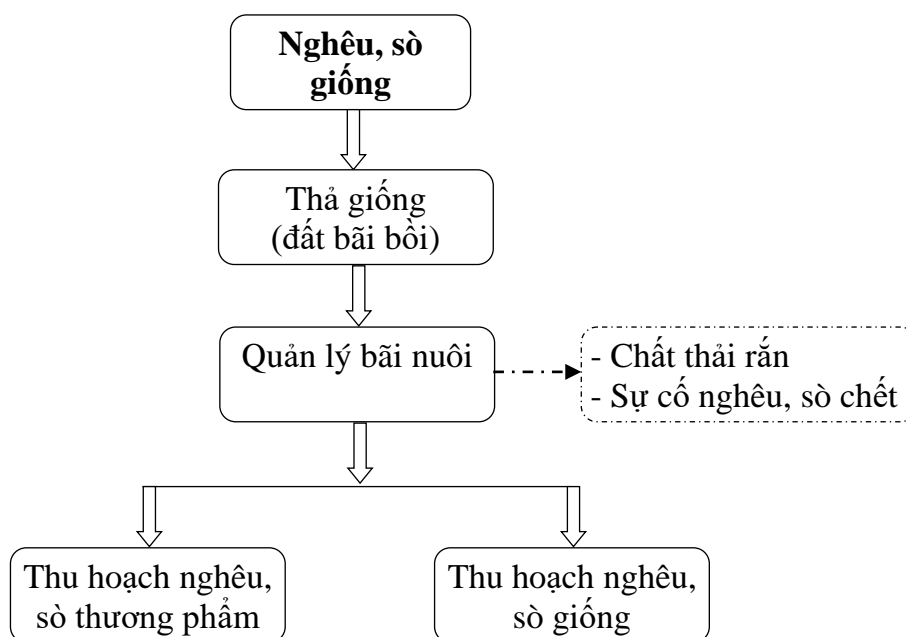 Nghêu, sò
giống
Thả giống
(đất bãi bồi)
Quản lý bãi nuôi
- Chất thải rắn
- Sự cố nghêu, sò chết
Thu hoạch nghêu,
sò thương phẩm
Thu hoạch nghêu,
sò giống